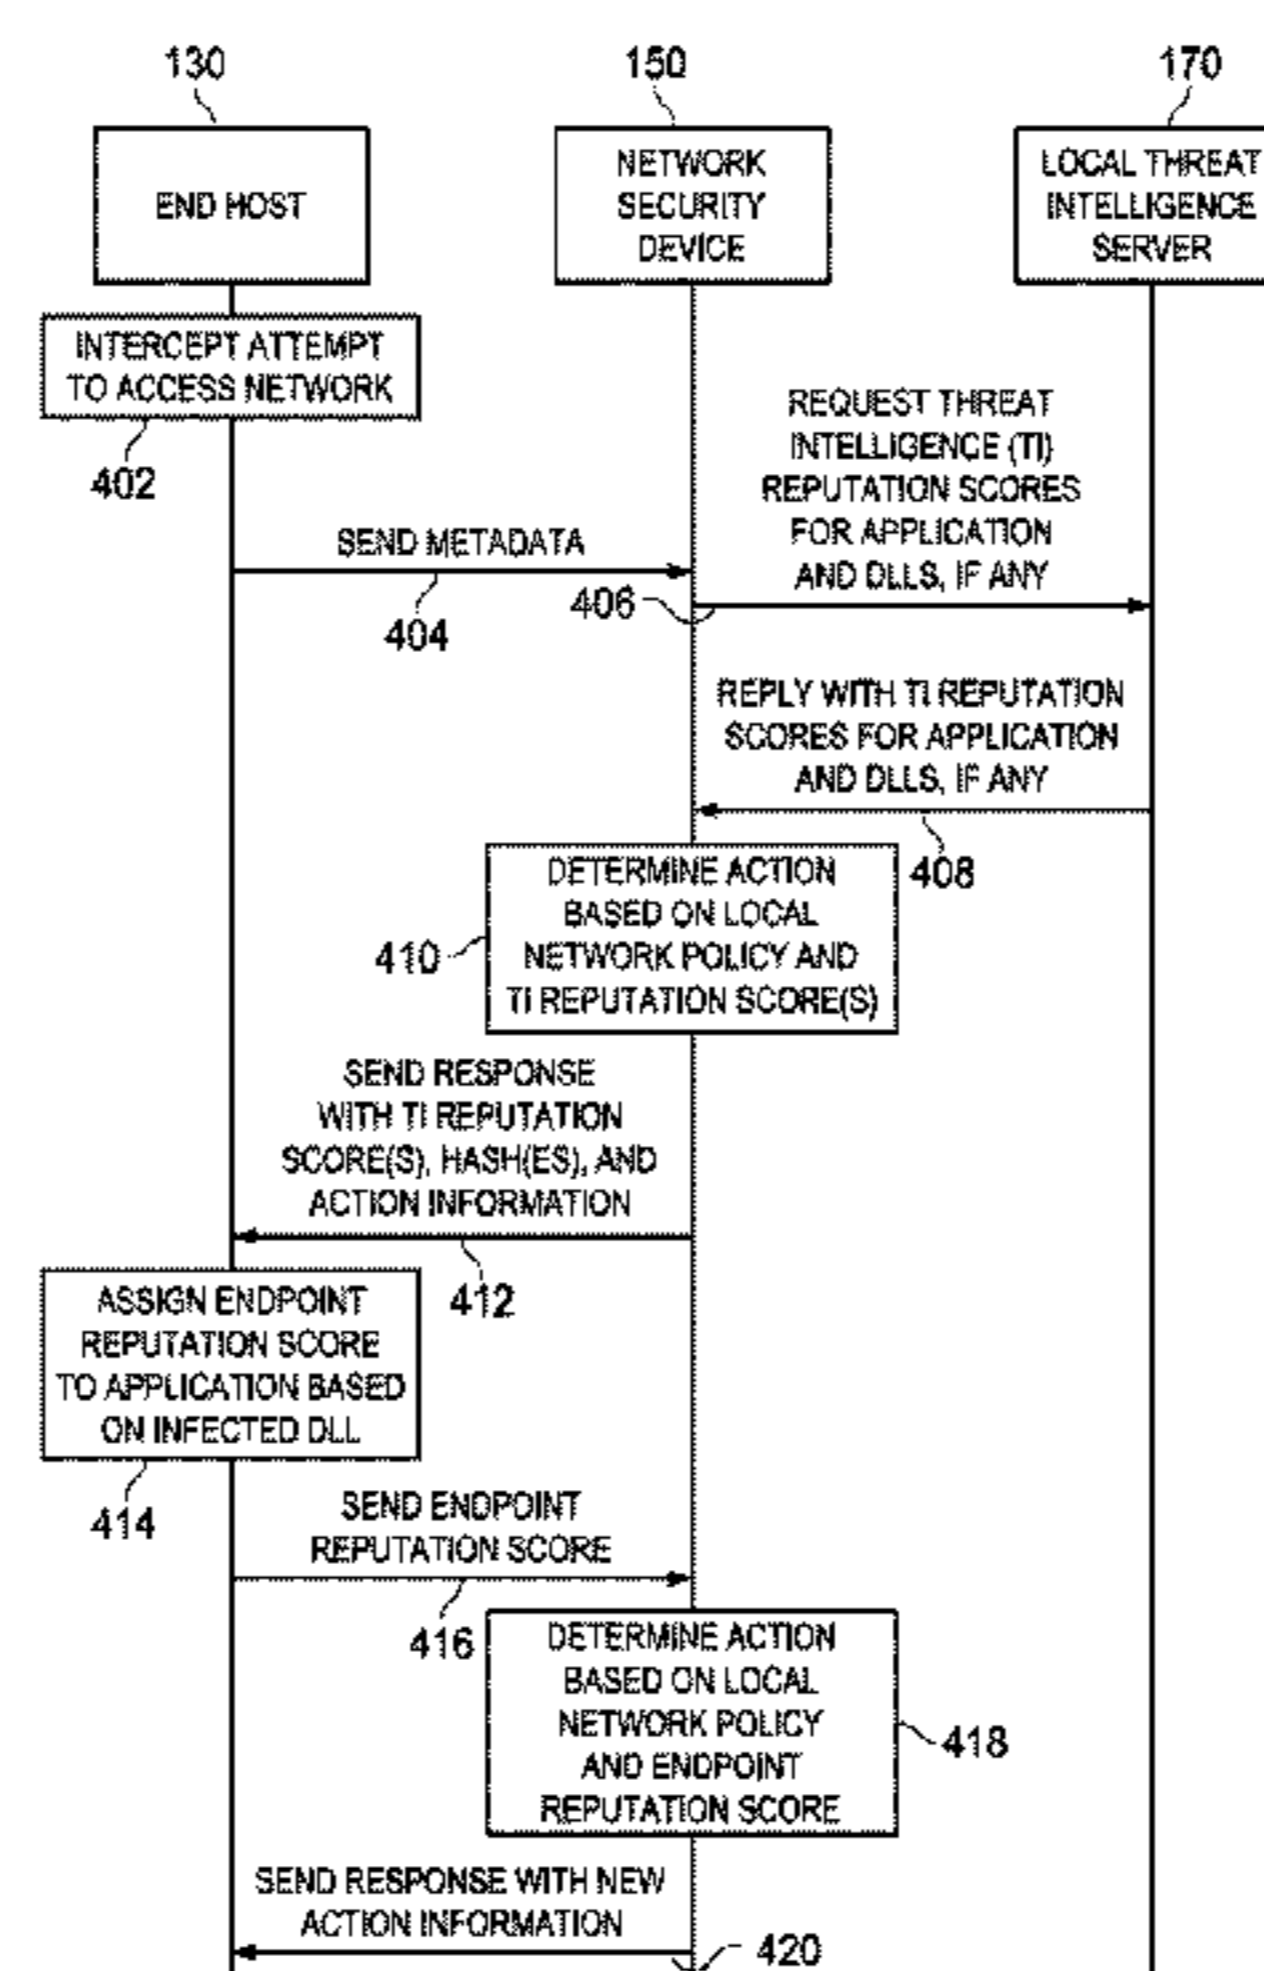 130
150
170
END HOST
NETWORK
SECURITY
DEVICE
LOCAL THREAT
INTELLIGENCE
SERVER
INTERCEPT ATTEMPT
TO ACCESS NETWORK
402
REQUEST THREAT
INTELLIGENCE (TI)
REPUTATION SCORES
FOR APPLICATION
AND DLLS, IF ANY
SEND METADATA
404
406
REPLY WITH TI REPUTATION
SCORES FOR APPLICATION
AND DLLS, IF ANY
408
DETERMINE ACTION
BASED ON LOCAL
NETWORK POLICY AND
TI REPUTATION SCORE(S)
410
SEND RESPONSE
WITH TI REPUTATION
SCORE(S), HASH(ES), AND
ACTION INFORMATION
412
ASSIGN ENDPOINT
REPUTATION SCORE
TO APPLICATION BASED
ON INFECTED DLL
414
SEND ENDPOINT
REPUTATION SCORE
416
DETERMINE ACTION
BASED ON LOCAL
NETWORK POLICY
AND ENDPOINT
REPUTATION SCORE
418
SEND RESPONSE WITH NEW
ACTION INFORMATION
420